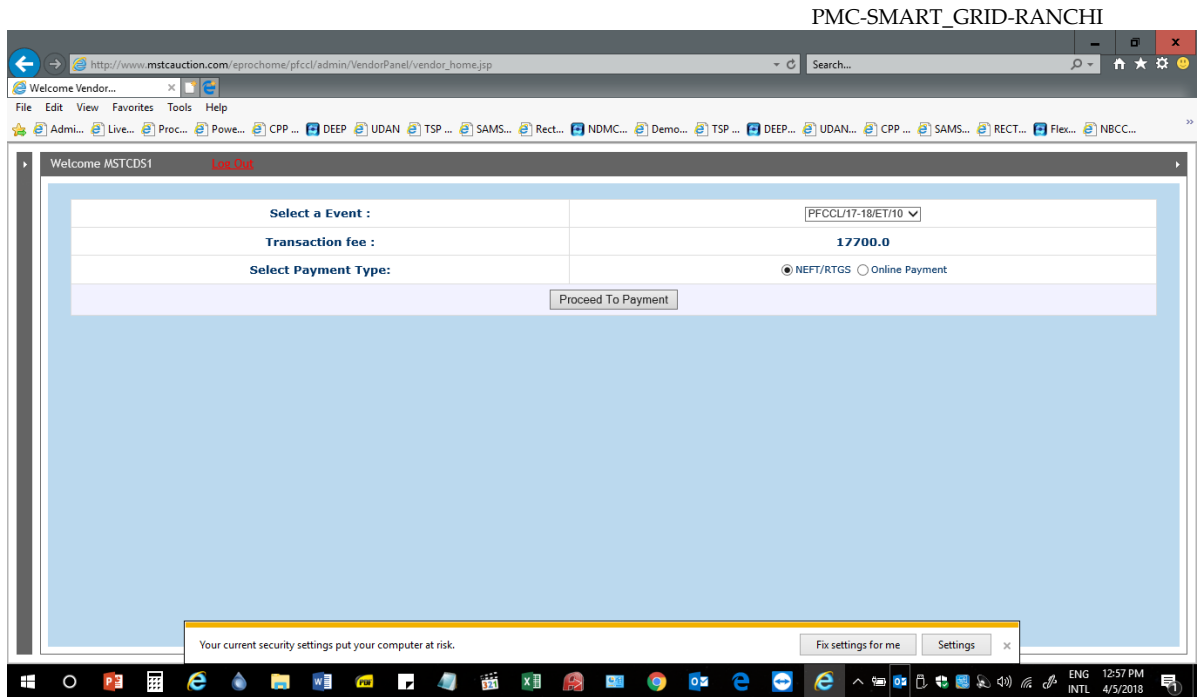 PMC-SMART_GRID-RANCHI
http://www.mstcauction.com/eprochome/pfccl/admin/VendorPanel/vendor_home.jsp
Search...
Welcome Vendor...
File Edit View Favorites Tools Help
Admi... Live... Proc... Powe... CPP ... DEEP UDAN TSP ... SAMS... Rect... NDMC... Demo... TSP ... DEEP... UDAN... CPP ... SAMS... RECT... Flex... NBCC...
Welcome MSTCDS1 Log Out
Select a Event : PFCCL/17-18/ET/10
Transaction fee : 17700.0
Select Payment Type: NEFT/RTGS Online Payment
Proceed To Payment
Your current security settings put your computer at risk. Fix settings for me Settings
ENG 12:57 PM
INTL 4/5/2018